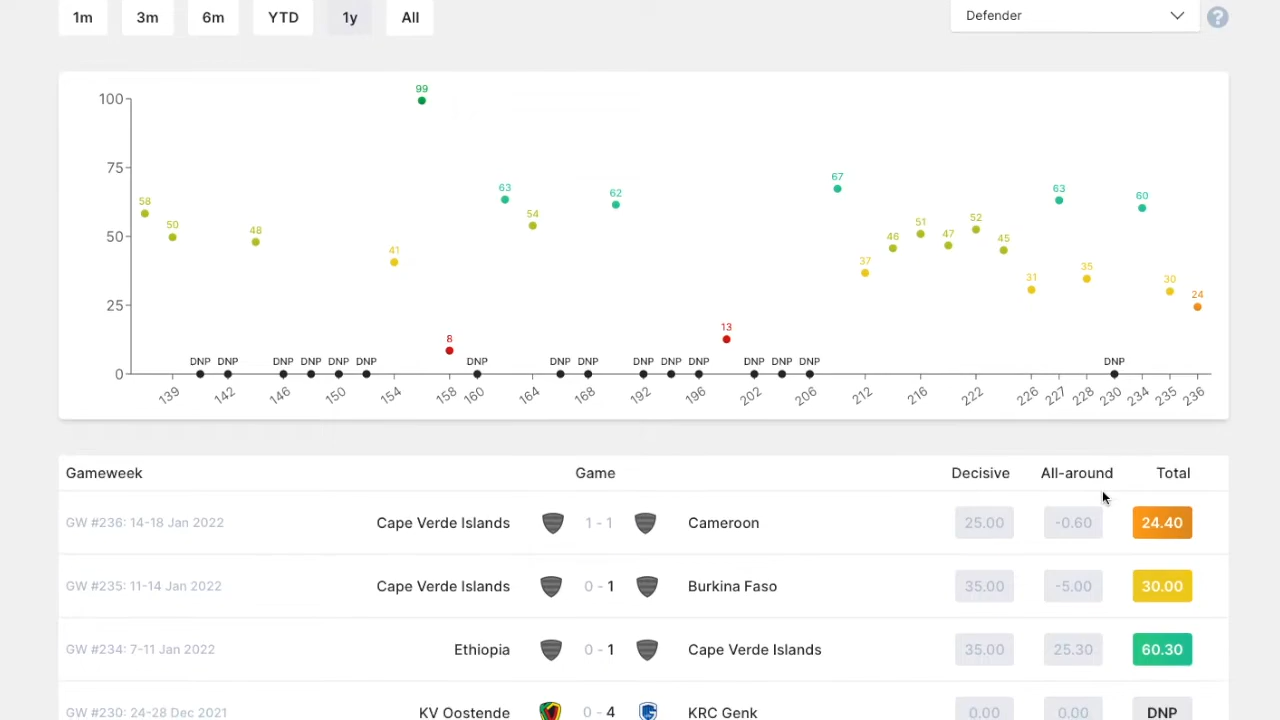 1m 3m 6m YTD 1y All Defender ?
99
100
75
67
63 62 63 60
58
54 52
50 48 51
50 46 47 45
41
37 35
31 30
25 24
13
8
DNP DNP DNP DNP DNP DNP DNP DNP DNP DNP DNP DNP DNP DNP DNP DNP
0
139 142 146 150 154 158 160 164 168 192 196 202 206 212 216 222 226 227 228 230 234 235 236
Gameweek Game Decisive All-around Total
GW #236: 14-18 Jan 2022 Cape Verde Islands 1 - 1 Cameroon 25.00 -0.60 24.40
GW #235: 11-14 Jan 2022 Cape Verde Islands 0 - 1 Burkina Faso 35.00 -5.00 30.00
GW #234: 7-11 Jan 2022 Ethiopia 0 - 1 Cape Verde Islands 35.00 25.30 60.30
GW #230: 24-28 Dec 2021 KV Oostende 0 - 4 KRC Genk 0.00 0.00 DNP